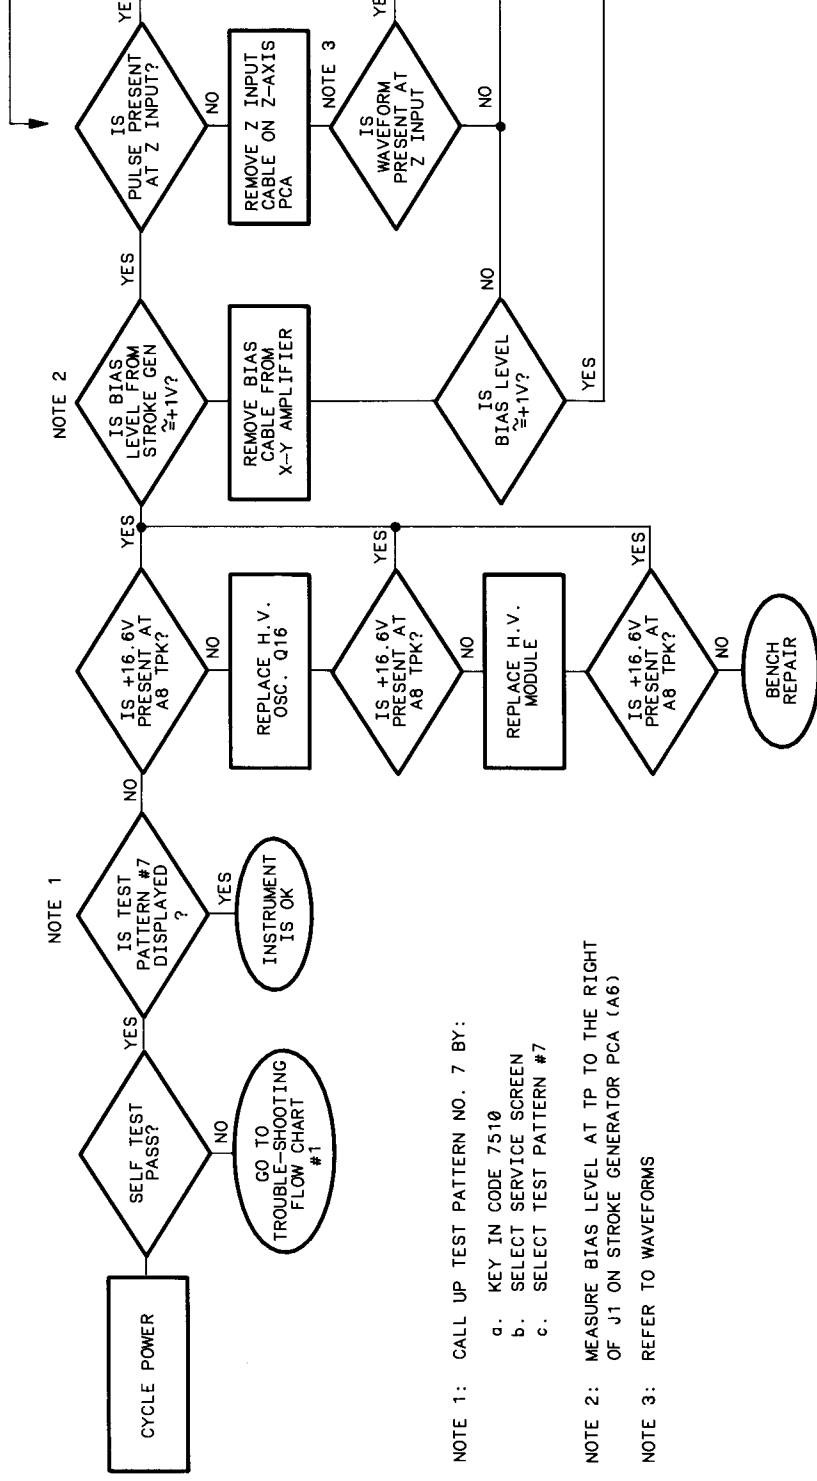 CYCLE POWER
SELF TEST
PASS?
YES
NO
GO TO
TROUBLE-SHOOTING
FLOW CHART
#1
NOTE 1
IS TEST
PATTERN #7
DISPLAYED
?
NO
YES
INSTRUMENT
IS OK
IS +16.6V
PRESENT AT
A8 TPK?
YES
NO
REPLACE H.V.
OSC. Q16
IS +16.6V
PRESENT AT
A8 TPK?
YES
NO
REPLACE H.V.
MODULE
IS +16.6V
PRESENT AT
A8 TPK?
YES
NO
BENCH
REPAIR
NOTE 2
IS BIAS
LEVEL FROM
STROKE GEN
≅+1V?
YES
REMOVE BIAS
CABLE FROM
X-Y AMPLIFIER
IS
BIAS LEVEL
≅+1V?
NO
YES
IS
PULSE PRESENT
AT Z INPUT?
YE
NO
REMOVE Z INPUT
CABLE ON Z-AXIS
PCA
NOTE 3
IS
WAVEFORM
PRESENT AT
Z INPUT
YE
NO
NOTE 1: CALL UP TEST PATTERN NO. 7 BY:
a. KEY IN CODE 7510
b. SELECT SERVICE SCREEN
c. SELECT TEST PATTERN #7
NOTE 2: MEASURE BIAS LEVEL AT TP TO THE RIGHT
OF J1 ON STROKE GENERATOR PCA (A6)
NOTE 3: REFER TO WAVEFORMS